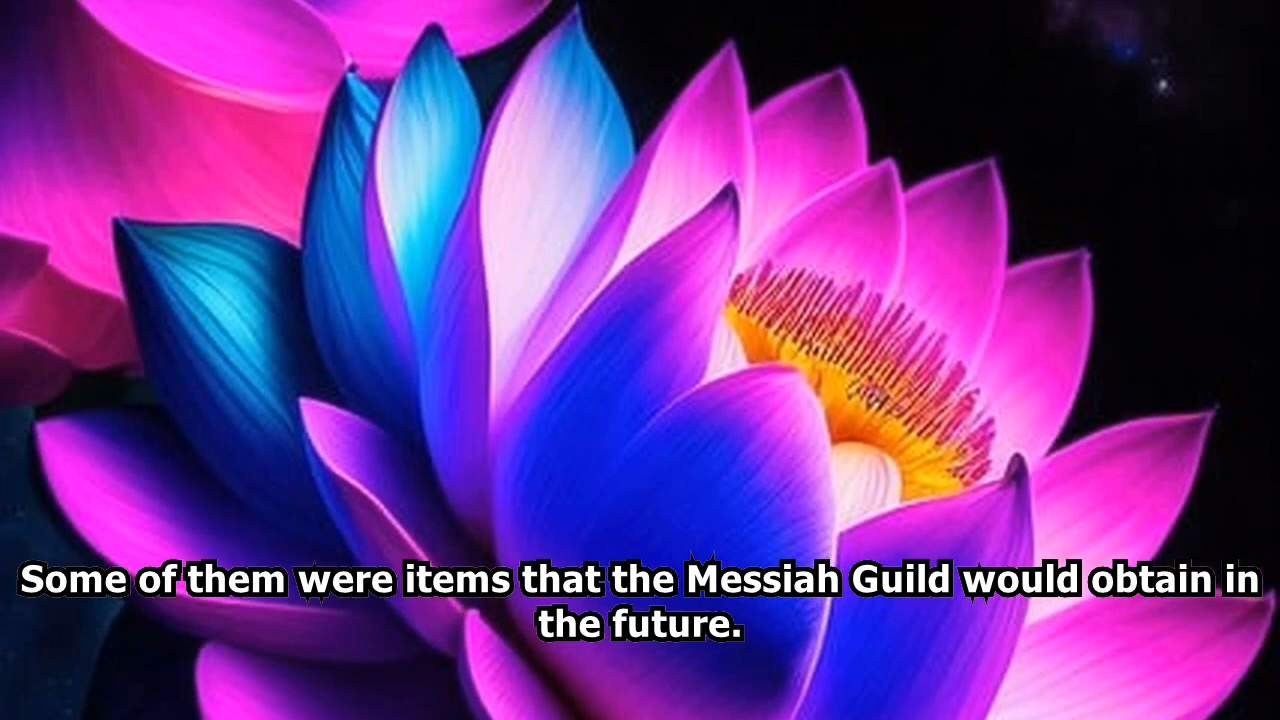 Some of them were items that the Messiah Guild would obtain in
the future.